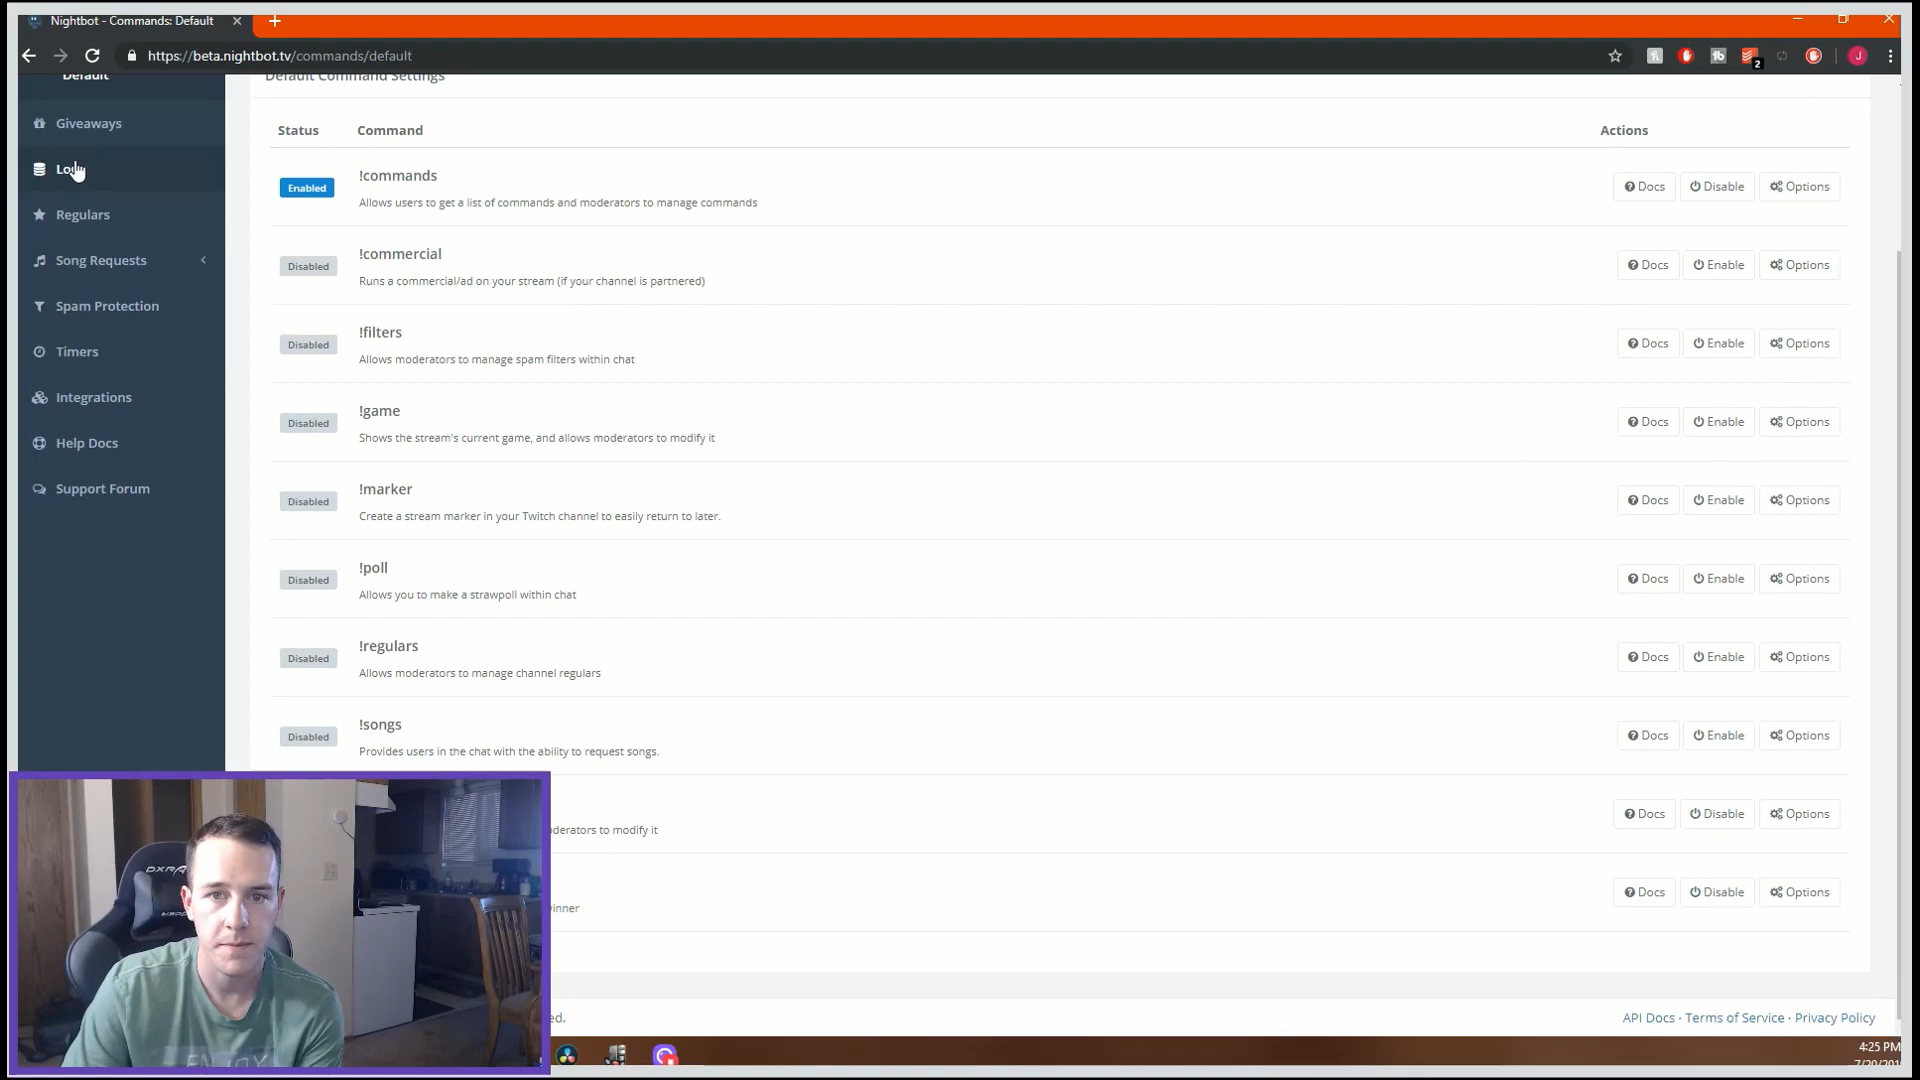 Nightbot - Commands: Default
https://beta.nightbot.tv/commands/default
2
J
Default
Default Command Settings
Giveaways
Regulars
Song Requests
Spam Protection
Timers
Integrations
Help Docs
Support Forum
Status Command Actions
Enabled !commands Docs Disable Options
Allows users to get a list of commands and moderators to manage commands
Disabled !commercial Docs Enable Options
Runs a commercial/ad on your stream (if your channel is partnered)
Disabled !filters Docs Enable Options
Allows moderators to manage spam filters within chat
Disabled !game Docs Enable Options
Shows the stream's current game, and allows moderators to modify it
Disabled !marker Docs Enable Options
Create a stream marker in your Twitch channel to easily return to later.
Disabled !poll Docs Enable Options
Allows you to make a strawpoll within chat
Disabled !regulars Docs Enable Options
Allows moderators to manage channel regulars
Disabled !songs Docs Enable Options
Provides users in the chat with the ability to request songs.
Docs Disable Options
to modify it
Docs Disable Options
API Docs · Terms of Service · Privacy Policy
4:25 PM
DXRA
ENJOY